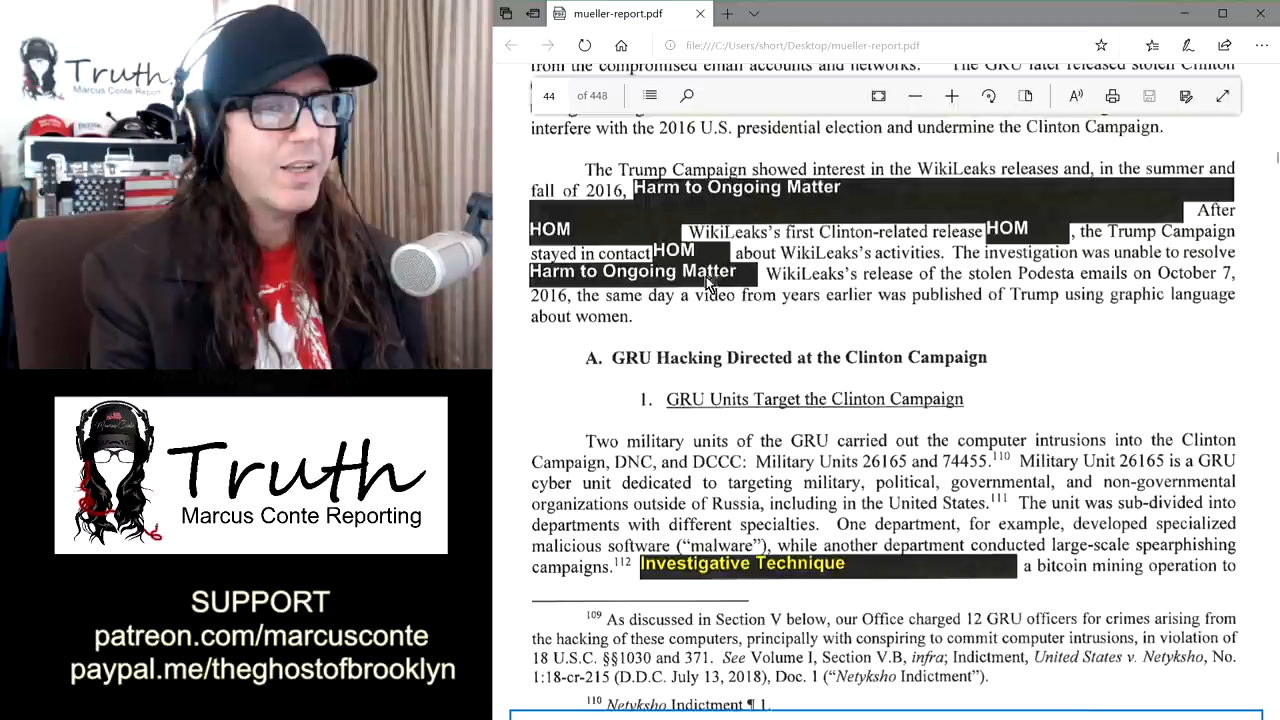 Truth
Marcus Conte Report
mueller-report.pdf
file:///C:/Users/short/Desktop/mueller-report.pdf
from the compromised email accounts and networks. The GRU later released stolen Clinton
44 of 448
interfere with the 2016 U.S. presidential election and undermine the Clinton Campaign.
The Trump Campaign showed interest in the WikiLeaks releases and, in the summer and
fall of 2016, Harm to Ongoing Matter
After
HOM WikiLeaks's first Clinton-related release HOM , the Trump Campaign
stayed in contact HOM about WikiLeaks's activities. The investigation was unable to resolve
Harm to Ongoing Matter WikiLeaks's release of the stolen Podesta emails on October 7,
2016, the same day a video from years earlier was published of Trump using graphic language
about women.
A. GRU Hacking Directed at the Clinton Campaign
1. GRU Units Target the Clinton Campaign
Two military units of the GRU carried out the computer intrusions into the Clinton
Campaign, DNC, and DCCC: Military Units 26165 and 74455.110 Military Unit 26165 is a GRU
cyber unit dedicated to targeting military, political, governmental, and non-governmental
organizations outside of Russia, including in the United States.111 The unit was sub-divided into
departments with different specialties. One department, for example, developed specialized
malicious software (“malware”), while another department conducted large-scale spearphishing
campaigns.112 Investigative Technique a bitcoin mining operation to
109 As discussed in Section V below, our Office charged 12 GRU officers for crimes arising from
the hacking of these computers, principally with conspiring to commit computer intrusions, in violation of
18 U.S.C. §§1030 and 371. See Volume I, Section V.B, infra; Indictment, United States v. Netyksho, No.
1:18-cr-215 (D.D.C. July 13, 2018), Doc. 1 (“Netyksho Indictment”).
110 Netyksho Indictment ¶ 1.
Marcus Conte
Truth
Marcus Conte Reporting
SUPPORT
patreon.com/marcusconte
paypal.me/theghostofbrooklyn